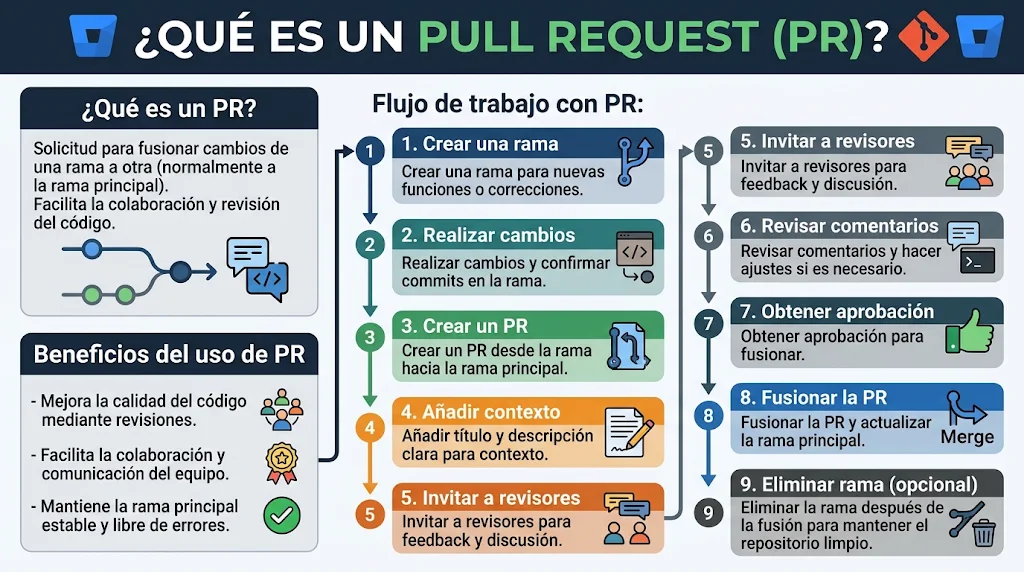 ¿QUÉ ES UN PULL REQUEST (PR)?
¿Qué es un PR?
Solicitud para fusionar cambios de
una rama a otra (normalmente a
la rama principal).
Facilita la colaboración y revisión
del código.
</>
Beneficios del uso de PR
- Mejora la calidad del código
mediante revisiones.
- Facilita la colaboración y
comunicación del equipo.
- Mantiene la rama principal
estable y libre de errores.
Flujo de trabajo con PR:
1
1. Crear una rama
Crear una rama para nuevas
funciones o correcciones.
2
2. Realizar cambios
Realizar cambios y confirmar
commits en la rama.
</>
3
3. Crear un PR
Crear un PR desde la rama
hacia la rama principal.
4
4. Añadir contexto
Añadir título y descripción
clara para contexto.
5
5. Invitar a revisores
Invitar a revisores para
feedback y discusión.
5
5. Invitar a revisores
Invitar a revisores para
feedback y discusión.
6
6. Revisar comentarios
Revisar comentarios y hacer
ajustes si es necesario.
>_
7
7. Obtener aprobación
Obtener aprobación para
fusionar.
8
8. Fusionar la PR
Fusionar la PR y actualizar
la rama principal.
Merge
9
9. Eliminar rama (opcional)
Eliminar la rama después de
la fusión para mantener el
repositorio limpio.